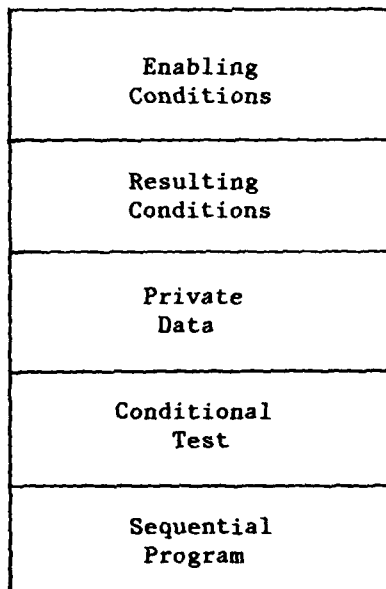 Enabling
Conditions
Resulting
Conditions
Private
Data
Conditional
Test
Sequential
Program